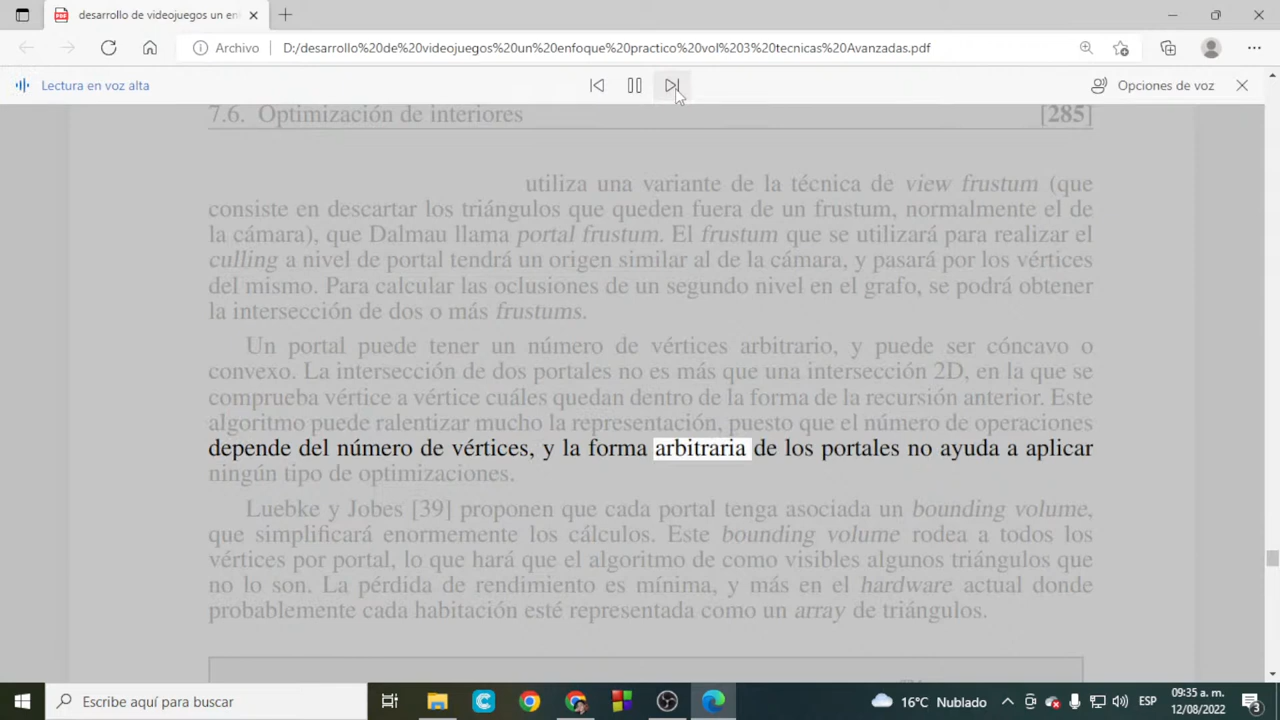 desarrollo de videojuegos un en
Archivo
D:/desarrollo%20de%20videojuegos%20un%20enfoque%20practico%20vol%203%20tecnicas%20Avanzadas.pdf
Lectura en voz alta
Opciones de voz
7.6. Optimización de interiores [285]
utiliza una variante de la técnica de view frustum (que
consiste en descartar los triángulos que queden fuera de un frustum, normalmente el de
la cámara), que Dalmau llama portal frustum. El frustum que se utilizará para realizar el
culling a nivel de portal tendrá un origen similar al de la cámara, y pasará por los vértices
del mismo. Para calcular las oclusiones de un segundo nivel en el grafo, se podrá obtener
la intersección de dos o más frustums.
Un portal puede tener un número de vértices arbitrario, y puede ser cóncavo o
convexo. La intersección de dos portales no es más que una intersección 2D, en la que se
comprueba vértice a vértice cuáles quedan dentro de la forma de la recursión anterior. Este
algoritmo puede ralentizar mucho la representación, puesto que el número de operaciones
depende del número de vértices, y la forma arbitraria de los portales no ayuda a aplicar
ningún tipo de optimizaciones.
Luebke y Jobes [39] proponen que cada portal tenga asociada un bounding volume,
que simplificará enormemente los cálculos. Este bounding volume rodea a todos los
vértices por portal, lo que hará que el algoritmo de como visibles algunos triángulos que
no lo son. La pérdida de rendimiento es mínima, y más en el hardware actual donde
probablemente cada habitación esté representada como un array de triángulos.
Escribe aquí para buscar
16°C Nublado
ESP
09:35 a. m.
12/08/2022
3